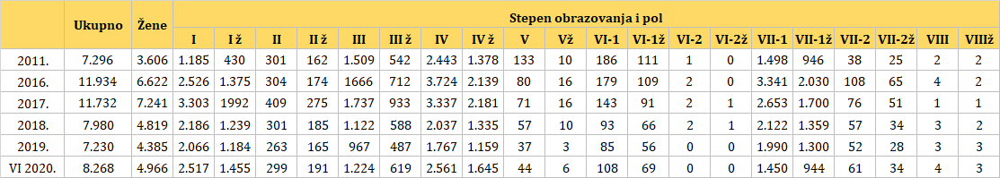 Ukupno Žene Stepen obrazovanja i pol
I I ž II II ž III III ž IV IV ž V Vž VI-1 VI-1ž VI-2 VI-2ž VII-1 VII-1ž VII-2 VII-2ž VIII VIIIž
2011. 7.296 3.606 1.185 430 301 162 1.509 542 2.443 1.378 133 10 186 111 1 0 1.498 946 38 25 2 2
2016. 11.934 6.622 2.526 1.375 304 174 1666 712 3.724 2.139 80 16 179 109 2 0 3.341 2.030 108 65 4 2
2017. 11.732 7.241 3.303 1992 409 275 1.737 933 3.337 2.181 71 16 143 91 2 1 2.653 1.700 76 51 1 1
2018. 7.980 4.819 2.186 1.239 301 185 1.122 588 2.037 1.335 57 10 93 66 2 1 2.122 1.359 57 34 3 2
2019. 7.230 4.385 2.066 1.184 263 165 967 487 1.767 1.159 37 3 85 56 0 0 1.990 1.300 52 28 3 3
VI 2020. 8.268 4.966 2.517 1.455 299 191 1.224 619 2.561 1.645 44 6 108 69 0 0 1.450 944 61 34 4 3